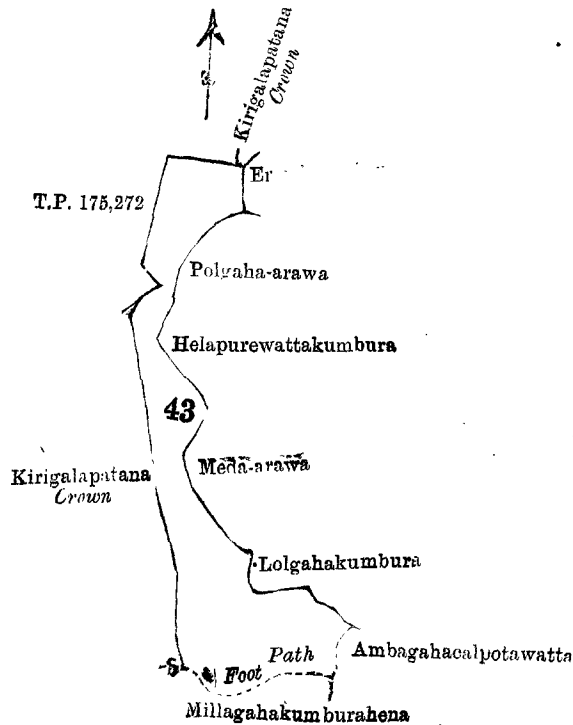 Kirigalapatana
Crown
Er
T.P. 175,272
Polgaha-arawa
Helapurewattakumbura
43
Meda-arawa
Kirigalapatana
Crown
Lolgahakumbura
Ambagahacalpotawatta
Foot Path
Millagahakumburahena